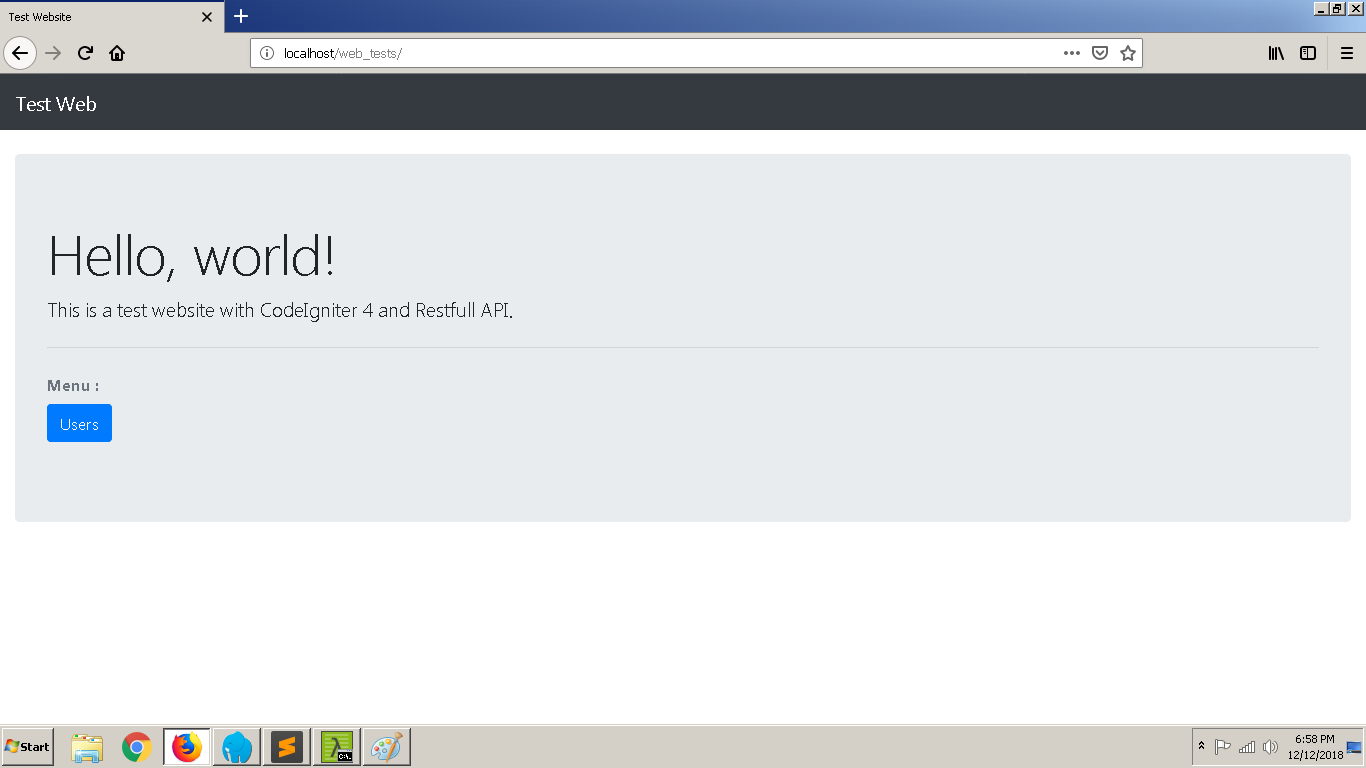 Test Website
localhost/web_tests/
Test Web
Hello, world!
This is a test website with CodeIgniter 4 and Restfull API.
Menu :
Users
Start
C:\.
6:58 PM
12/12/2018